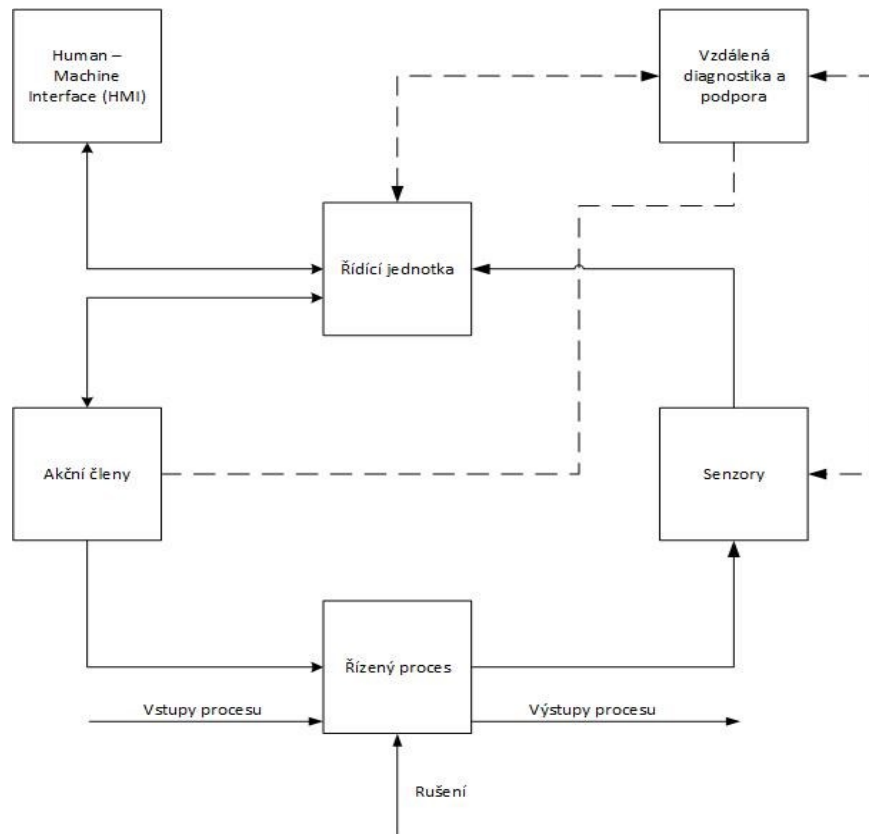 Human –
Machine
Interface (HMI)
Vzdálená
diagnostika a
podpora
Řídící jednotka
Akční členy
Senzory
Řízený proces
Vstupy procesu
Výstupy procesu
Rušení